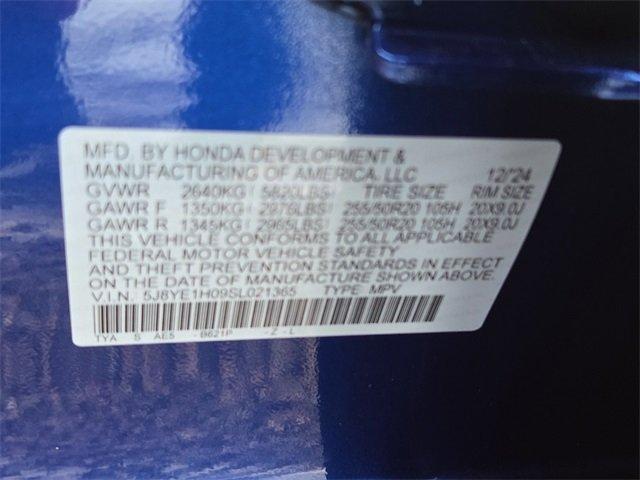 MFD. BY HONDA DEVELOPMENT &
MANUFACTURING OF AMERICA, LLC 12/'24
GVWR 2640KG ( 5820LBS ) TIRE SIZE RIM SIZE
GAWR F 1350KG ( 2976LBS ) 255/50R20 105H 20X9.0J
GAWR R 1345KG ( 2965LBS ) 255/50R20 105H 20X9.0J
THIS VEHICLE CONFORMS TO ALL APPLICABLE
FEDERAL MOTOR VEHICLE SAFETY
AND THEFT PREVENTION STANDARDS IN EFFECT
ON THE DATE OF MANUFACTURE SHOWN ABOVE.
V.I.N. 5J8YE1H09SL021365 TYPE MPV
TYA S AE5 - B621P - Z - L